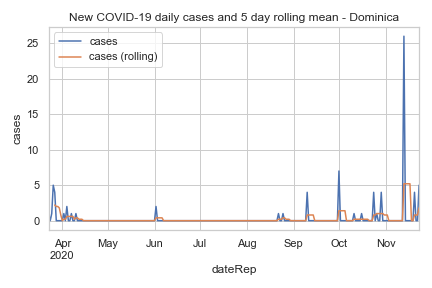 New COVID-19 daily cases and 5 day rolling mean - Dominica
cases
cases (rolling)
25
20
15
10
5
0
cases
Apr May Jun Jul Aug Sep Oct Nov
2020
dateRep